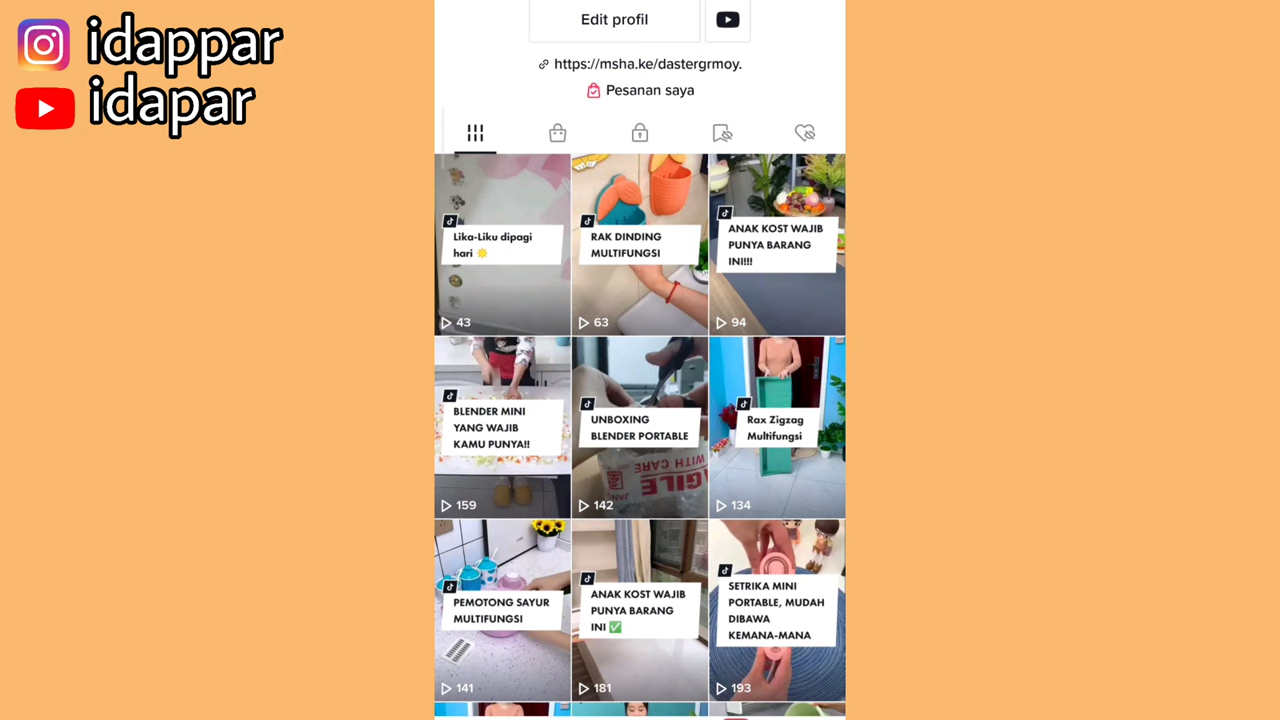 idappar
idapar
Edit profil
https://msha.ke/dastergrmoy.
Pesanan saya
Lika-Liku dipagi
hari
43
RAK DINDING
MULTIFUNGSI
63
ANAK KOST WAJIB
PUNYA BARANG
INI!!!
94
BLENDER MINI
YANG WAJIB
KAMU PUNYA!!
159
UNBOXING
BLENDER PORTABLE
WITH CARE
142
Rax Zigzag
Multifungsi
134
PEMOTONG SAYUR
MULTIFUNGSI
141
ANAK KOST WAJIB
PUNYA BARANG
INI ✅
181
SETRIKA MINI
PORTABLE, MUDAH
DIBAWA
KEMANA-MANA
193